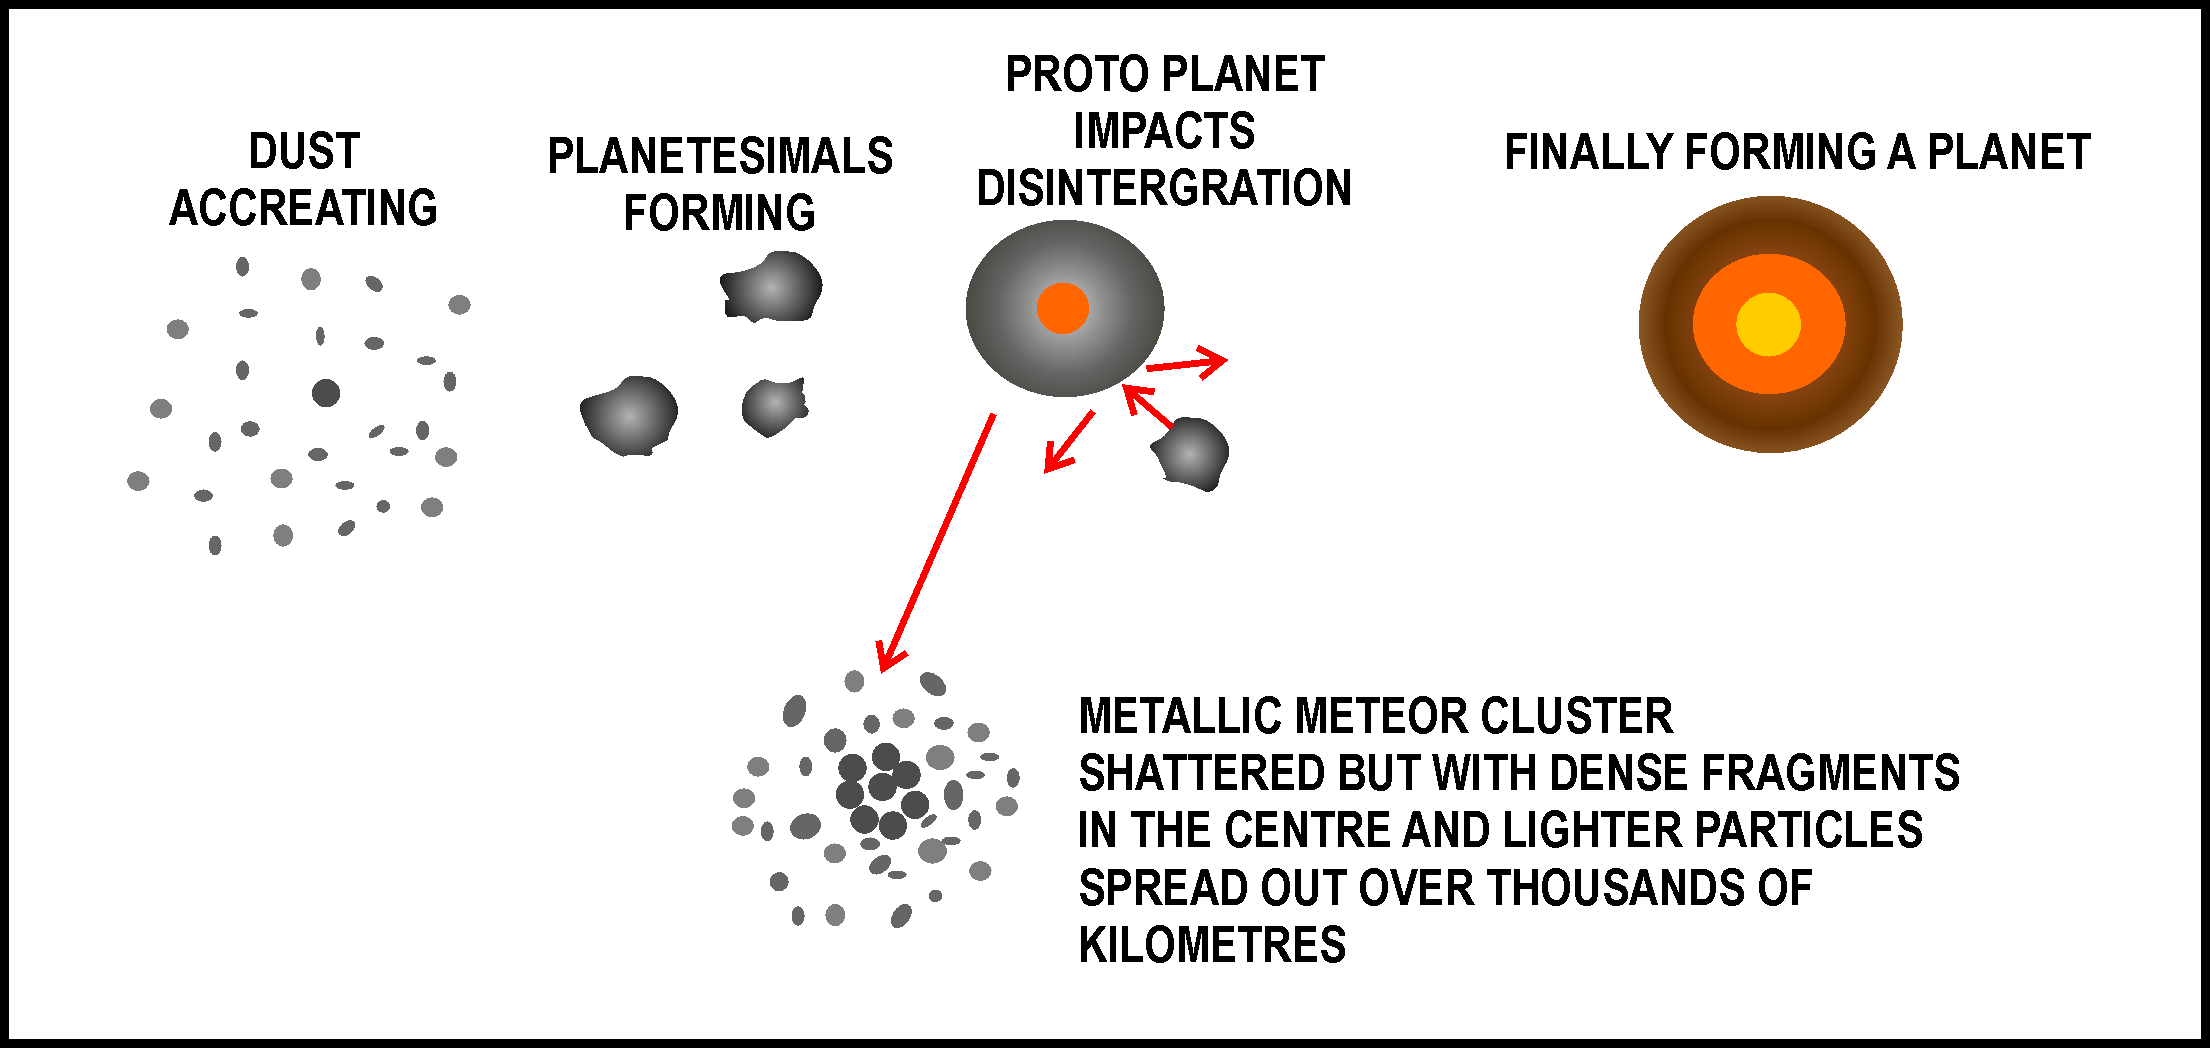 DUST
ACCREATING
PLANETESIMALS
FORMING
PROTO PLANET
IMPACTS
DISINTERGRATION
FINALLY FORMING A PLANET
METALLIC METEOR CLUSTER
SHATTERED BUT WITH DENSE FRAGMENTS
IN THE CENTRE AND LIGHTER PARTICLES
SPREAD OUT OVER THOUSANDS OF
KILOMETRES